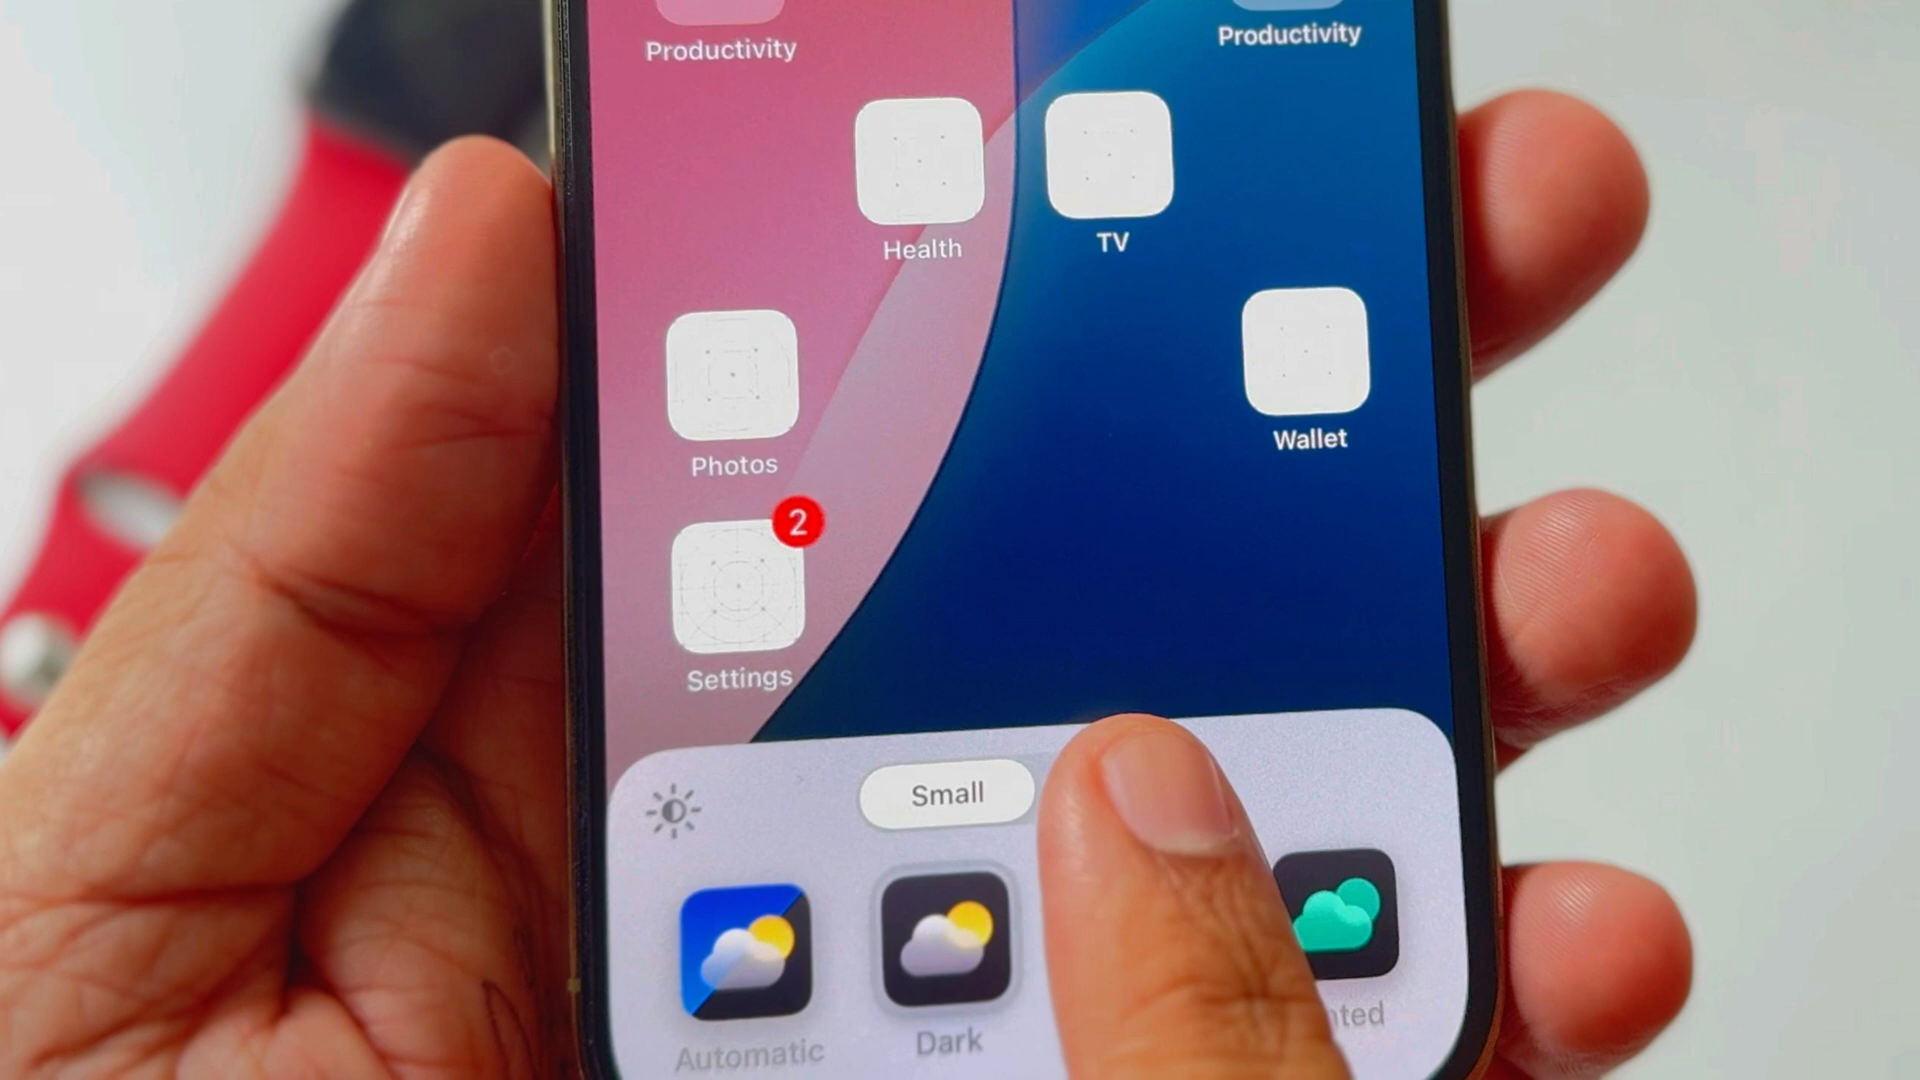 Productivity
Productivity
Health
TV
Photos
Wallet
2
Settings
Small
Automatic
Dark
nted